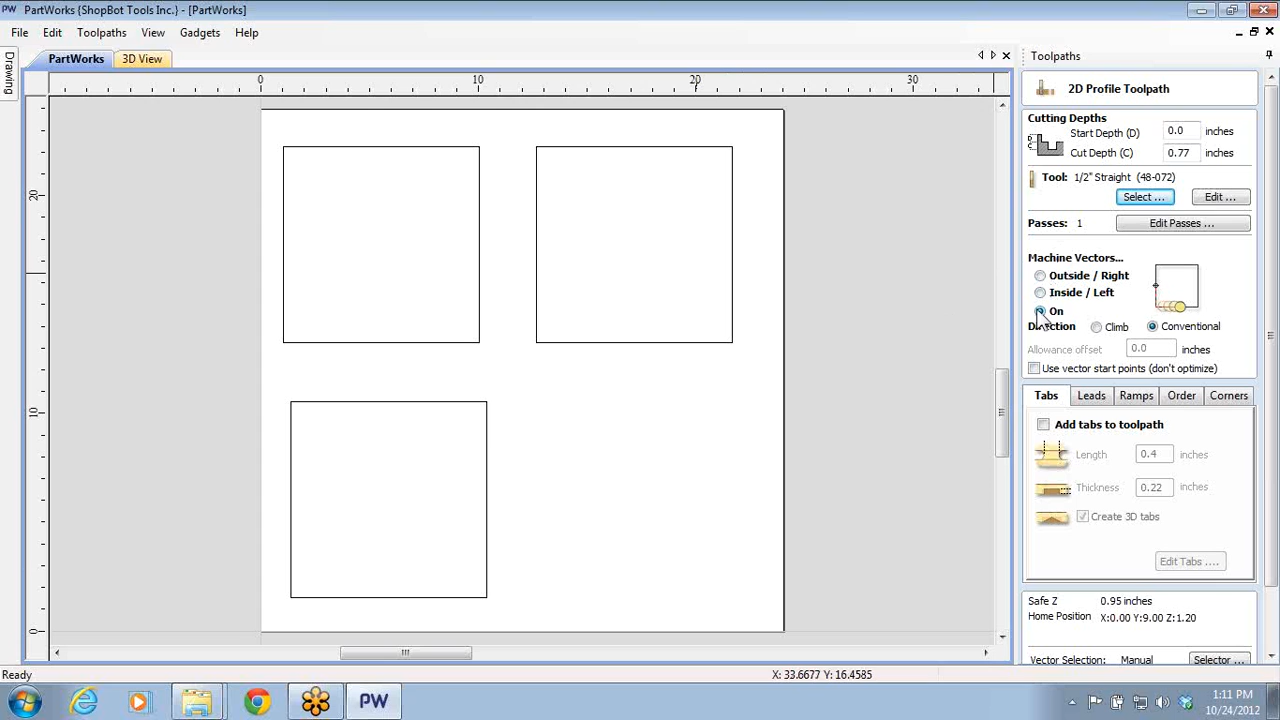 PW PartWorks {ShopBot Tools Inc.} - [PartWorks]
File Edit Toolpaths View Gadgets Help
PartWorks 3D View
Drawing
0 10 20 30
20
10
0
Toolpaths
2D Profile Toolpath
Cutting Depths
Start Depth (D) 0.0 inches
Cut Depth (C) 0.77 inches
Tool: 1/2" Straight (48-072)
Select ... Edit ...
Passes: 1 Edit Passes ...
Machine Vectors...
Outside / Right
Inside / Left
On
Direction Climb Conventional
Allowance offset 0.0 inches
Use vector start points (don't optimize)
Tabs Leads Ramps Order Corners
Add tabs to toolpath
Length 0.4 inches
Thickness 0.22 inches
Create 3D tabs
Edit Tabs ....
Safe Z 0.95 inches
Home Position X:0.00 Y:9.00 Z:1.20
Vector Selection: Manual Selector ...
Ready X: 33.6677 Y: 16.4585
PW
1:11 PM
10/24/2012